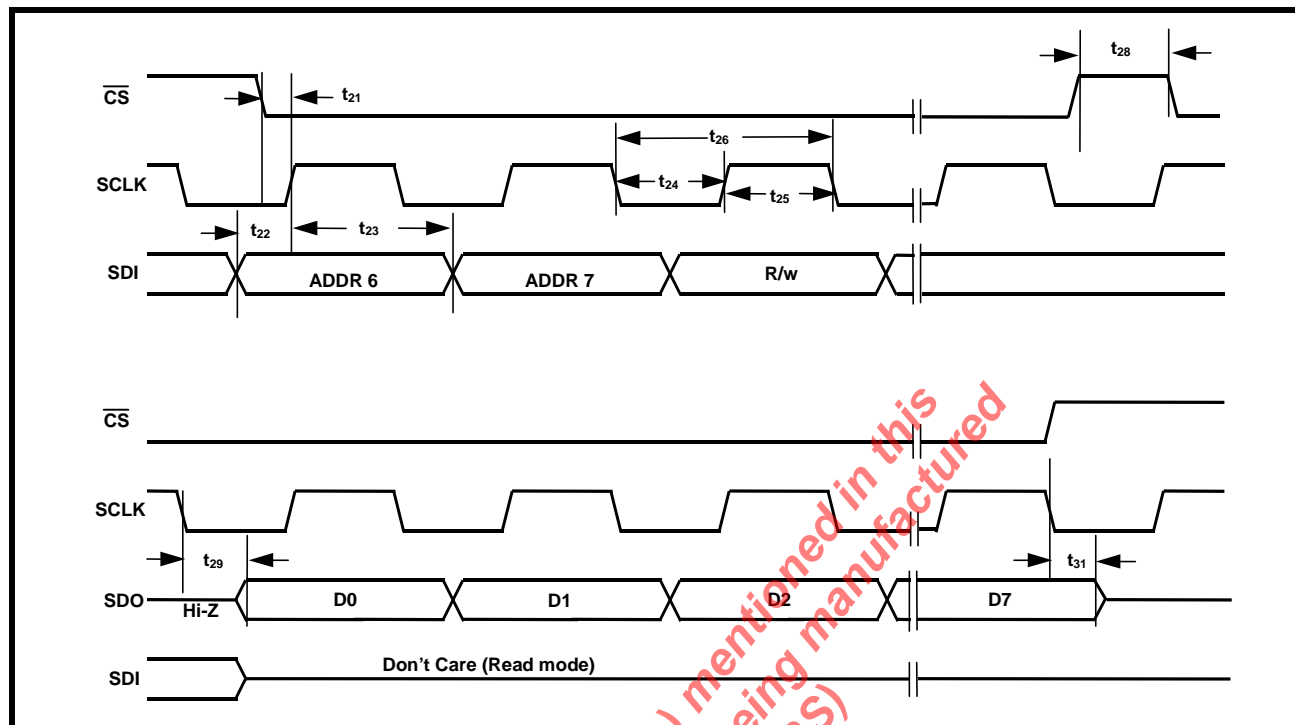 t28
CS
t21
t26
SCLK
t24
t25
t22
t23
SDI
ADDR 6
ADDR 7
R/w
CS
SCLK
t29
t31
SDO
Hi-Z
D0
D1
D2
D7
Don't Care (Read mode)
SDI
) mentioned in this
eing manufactured
S)